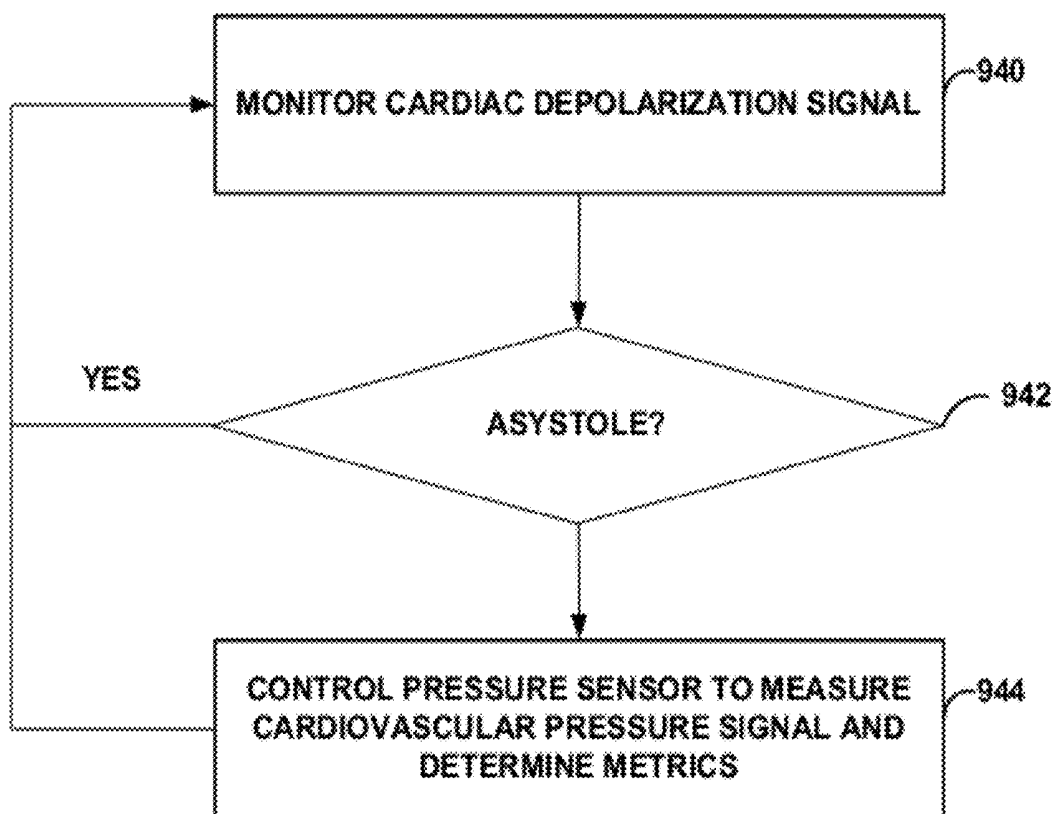 MONITOR CARDIAC DEPOLARIZATION SIGNAL
940
YES
ASYSTOLE?
942
CONTROL PRESSURE SENSOR TO MEASURE
CARDIOVASCULAR PRESSURE SIGNAL AND
DETERMINE METRICS
944